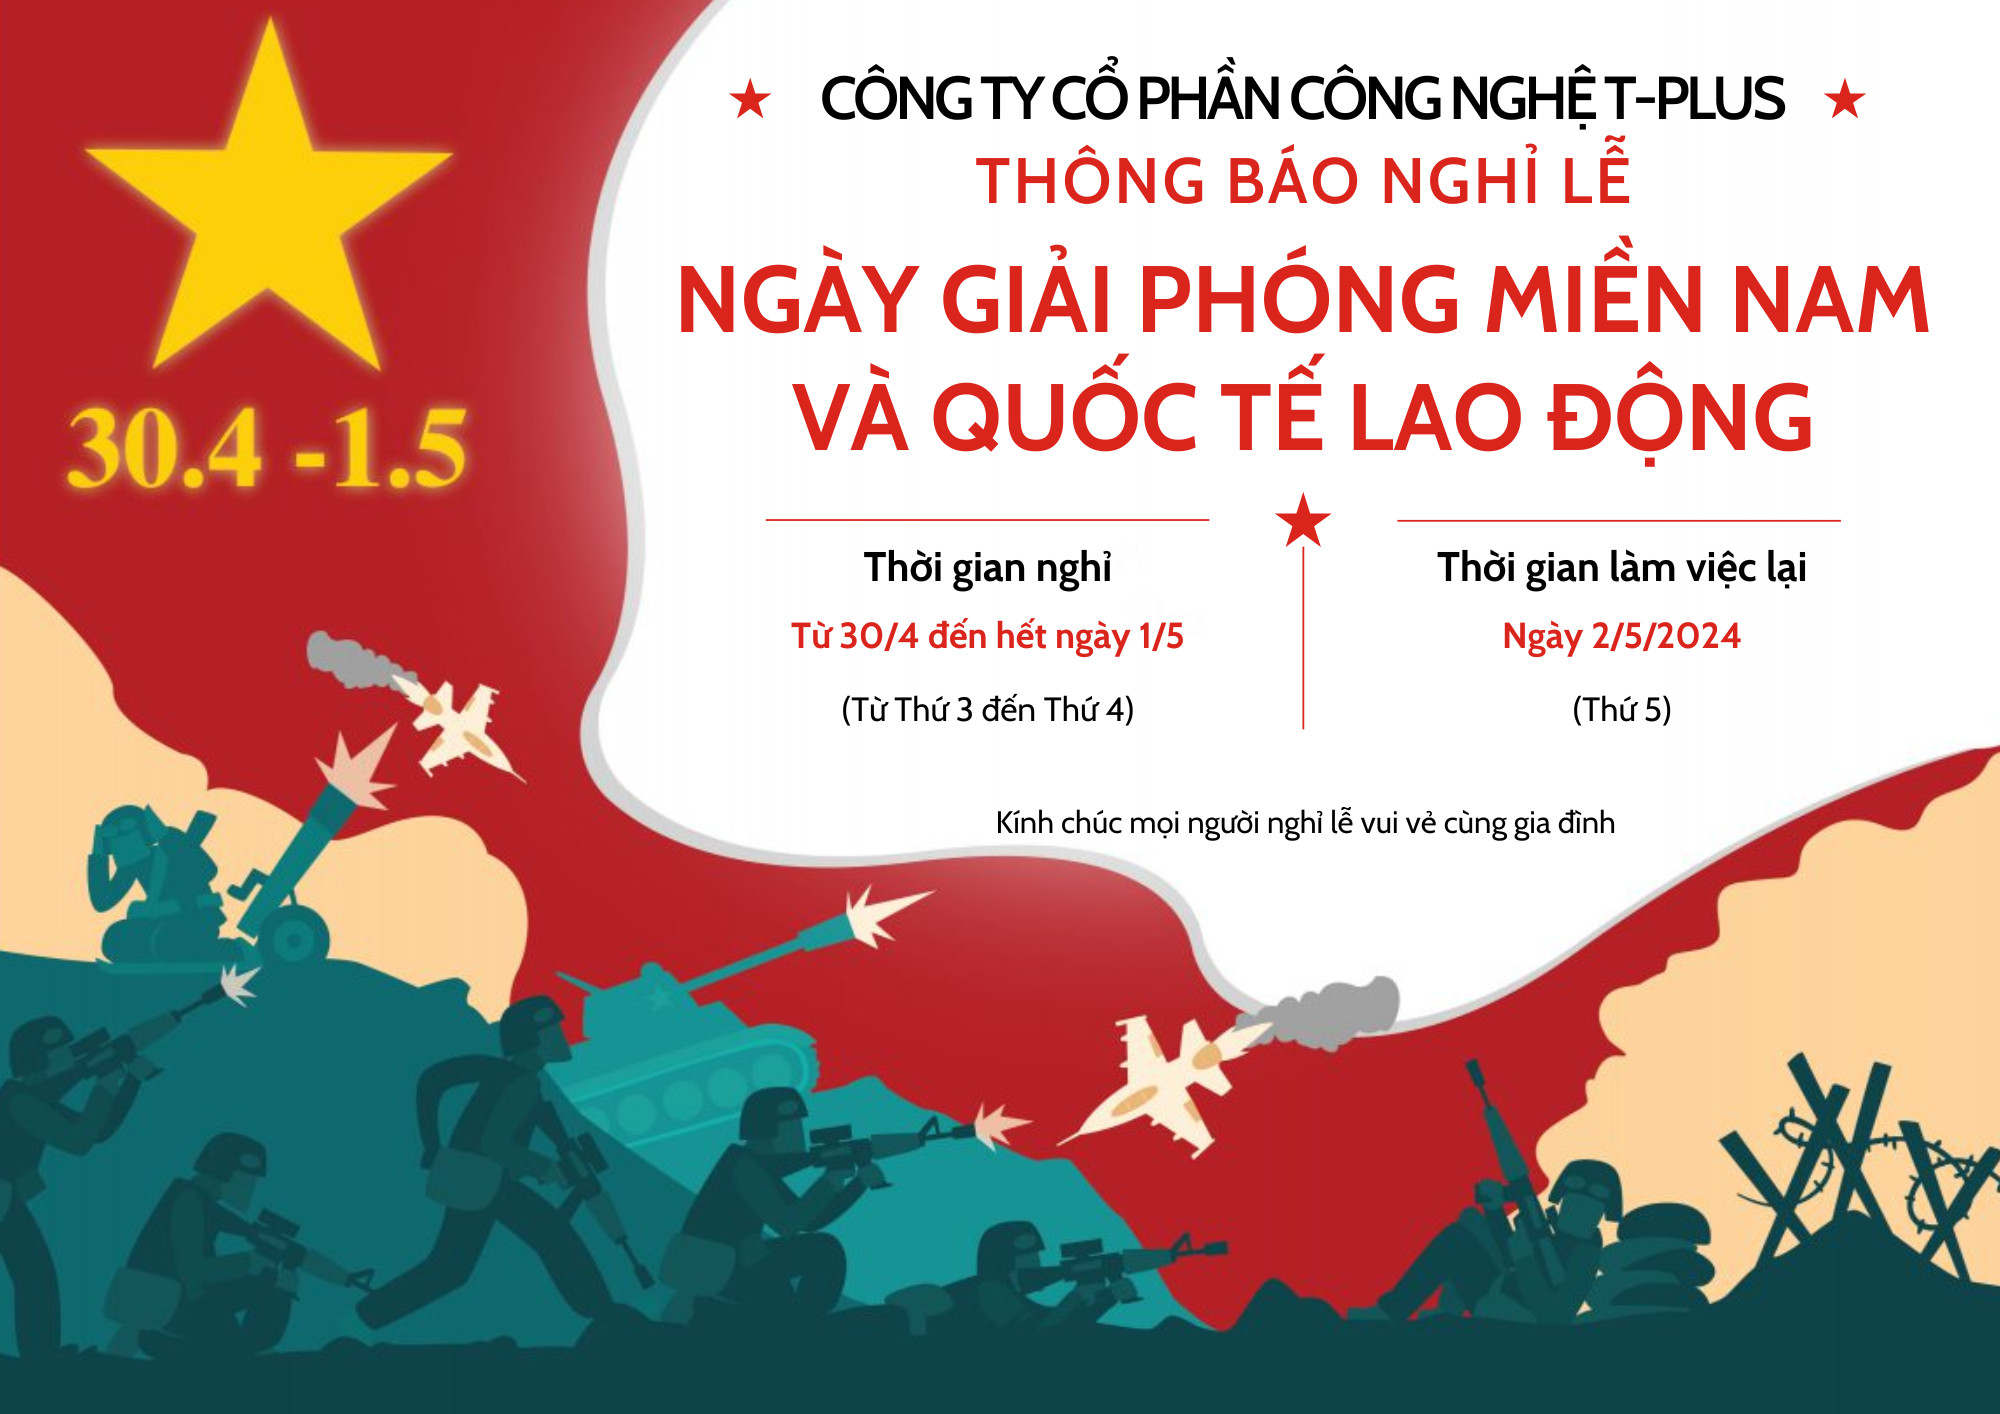 CÔNG TY CỔ PHẦN CÔNG NGHỆ T-PLUS
THÔNG BÁO NGHỈ LỄ
NGÀY GIẢI PHÓNG MIỀN NAM
VÀ QUỐC TẾ LAO ĐỘNG
30.4 -1.5
Thời gian nghỉ
Từ 30/4 đến hết ngày 1/5
(Từ Thứ 3 đến Thứ 4)
Thời gian làm việc lại
Ngày 2/5/2024
(Thứ 5)
Kính chúc mọi người nghỉ lễ vui vẻ cùng gia đình